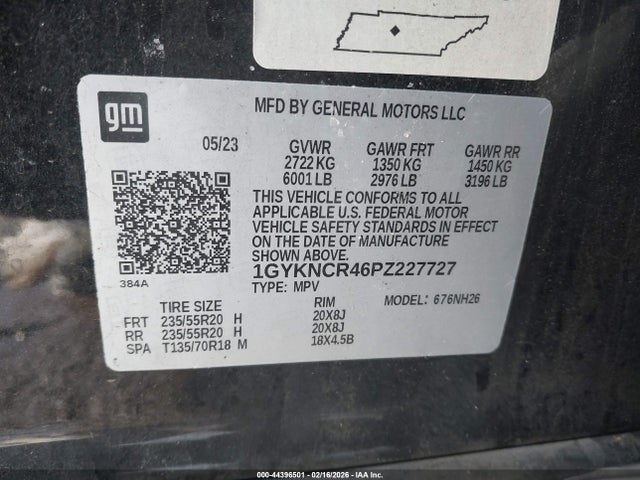 gm
MFD BY GENERAL MOTORS LLC
05/23 GVWR GAWR FRT GAWR RR
2722 KG 1350 KG 1450 KG
6001 LB 2976 LB 3196 LB
THIS VEHICLE CONFORMS TO ALL
APPLICABLE U.S. FEDERAL MOTOR
VEHICLE SAFETY STANDARDS IN EFFECT
ON THE DATE OF MANUFACTURE
SHOWN ABOVE.
1GYKNCR46PZ227727
384A
TYPE: MPV MODEL: 676NH26
TIRE SIZE RIM
FRT 235/55R20 H 20X8J
RR 235/55R20 H 20X8J
SPA T135/70R18 M 18X4.5B
000-44396501 - 02/16/2026 - IAA Inc.